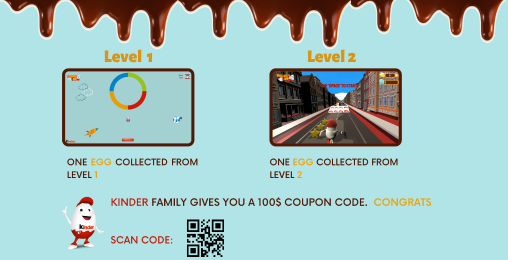 Level 1
Level 2
ONE EGG COLLECTED FROM
LEVEL 1
ONE EGG COLLECTED FROM
LEVEL 2
KINDER FAMILY GIVES YOU A 100$ COUPON CODE. CONGRATS
kinder
SCAN CODE: